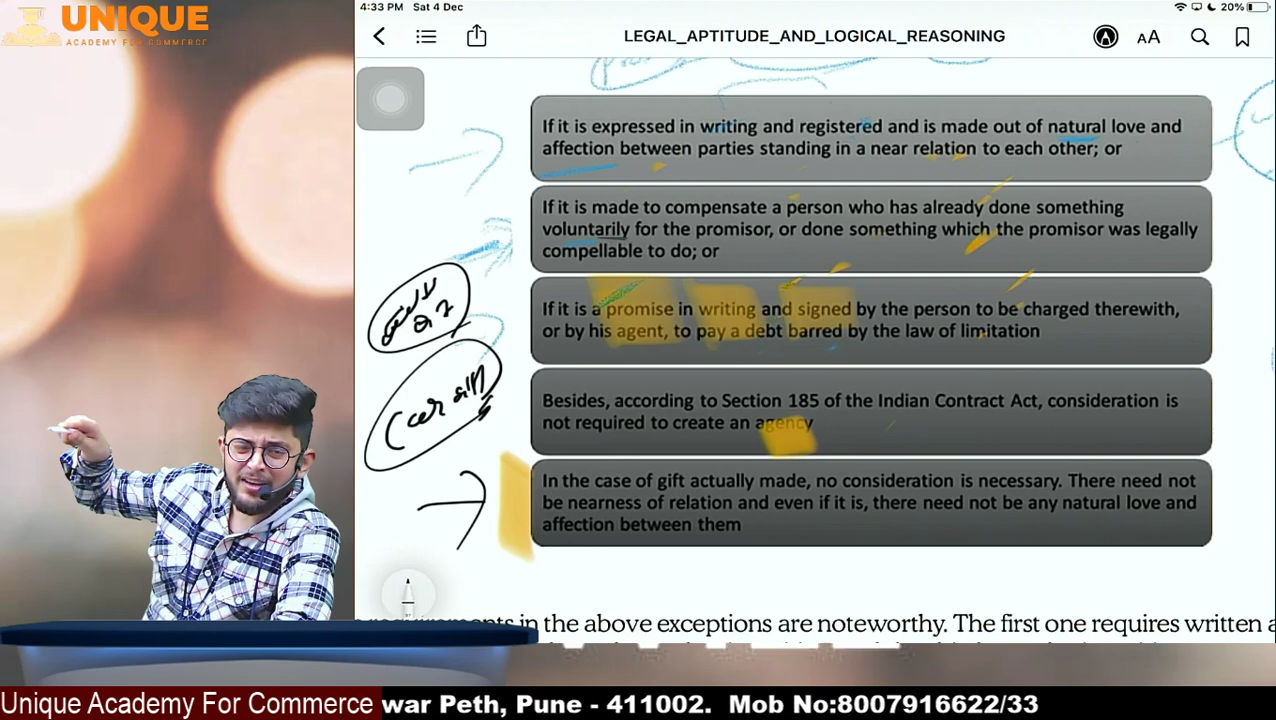 UNIQUE
ACADEMY FOR COMMERCE
4:33 PM Sat 4 Dec
20%
LEGAL_APTITUDE_AND_LOGICAL_REASONING
AA
If it is expressed in writing and registered and is made out of natural love and
affection between parties standing in a near relation to each other; or
If it is made to compensate a person who has already done something
voluntarily for the promisor, or done something which the promisor was legally
compellable to do; or
If it is a promise in writing and signed by the person to be charged therewith,
or by his agent, to pay a debt barred by the law of limitation
Besides, according to Section 185 of the Indian Contract Act, consideration is
not required to create an agency
In the case of gift actually made, no consideration is necessary. There need not
be nearness of relation and even if it is, there need not be any natural love and
affection between them
in the above exceptions are noteworthy. The first one requires written
Unique Academy For Commerce
war Peth, Pune - 411002. Mob No:8007916622/33